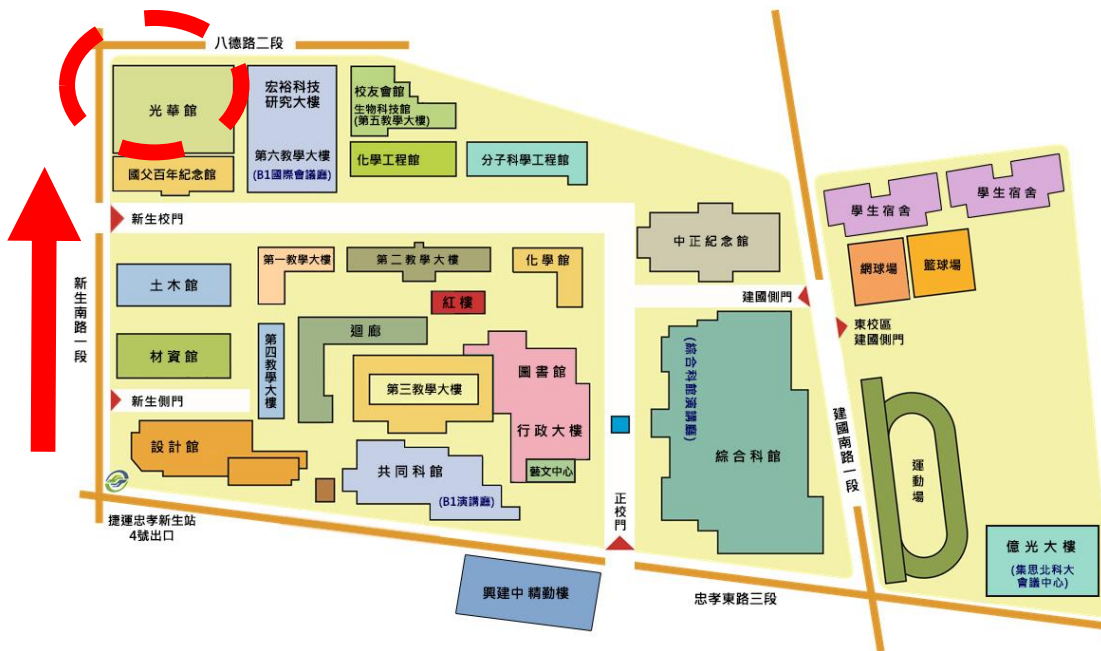 八德路二段
光華館
宏裕科技
研究大樓
第六教學大樓
(B1國際會議廳)
校友會館
生物科技館
(第五教學大樓)
國父百年紀念館
化學工程館
分子科學工程館
學生宿舍
學生宿舍
新生校門
中正紀念館
第一教學大樓
第二教學大樓
化學館
網球場
籃球場
新生南路一段
土木館
紅樓
建國側門
東校區
建國側門
迴廊
材資館
第四教學大樓
第三教學大樓
圖書館
(綜合科館演講廳)
新生側門
行政大樓
建國南路一段
設計館
共同科館
(B1演講廳)
藝文中心
綜合科館
運動場
正校門
捷運忠孝新生站
4號出口
億光大樓
(集思北科大
會議中心)
興建中 精勤樓
忠孝東路三段